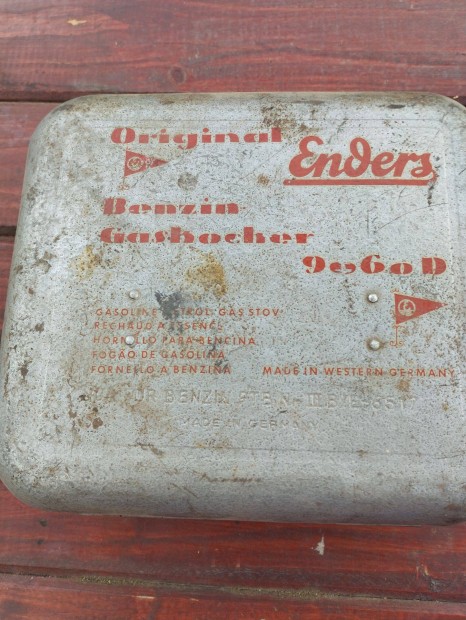 Original
Enders
Benzin-
Gaskocher
9060 D
GASOLINE PETROL GAS STOV
RECHAUD A ESSENCE
HORNILLO PARA BENCINA
FOGÃO DE GASOLINA
FORNELLO A BENZINA MADE IN WESTERN GERMANY
MADE IN GERMANY